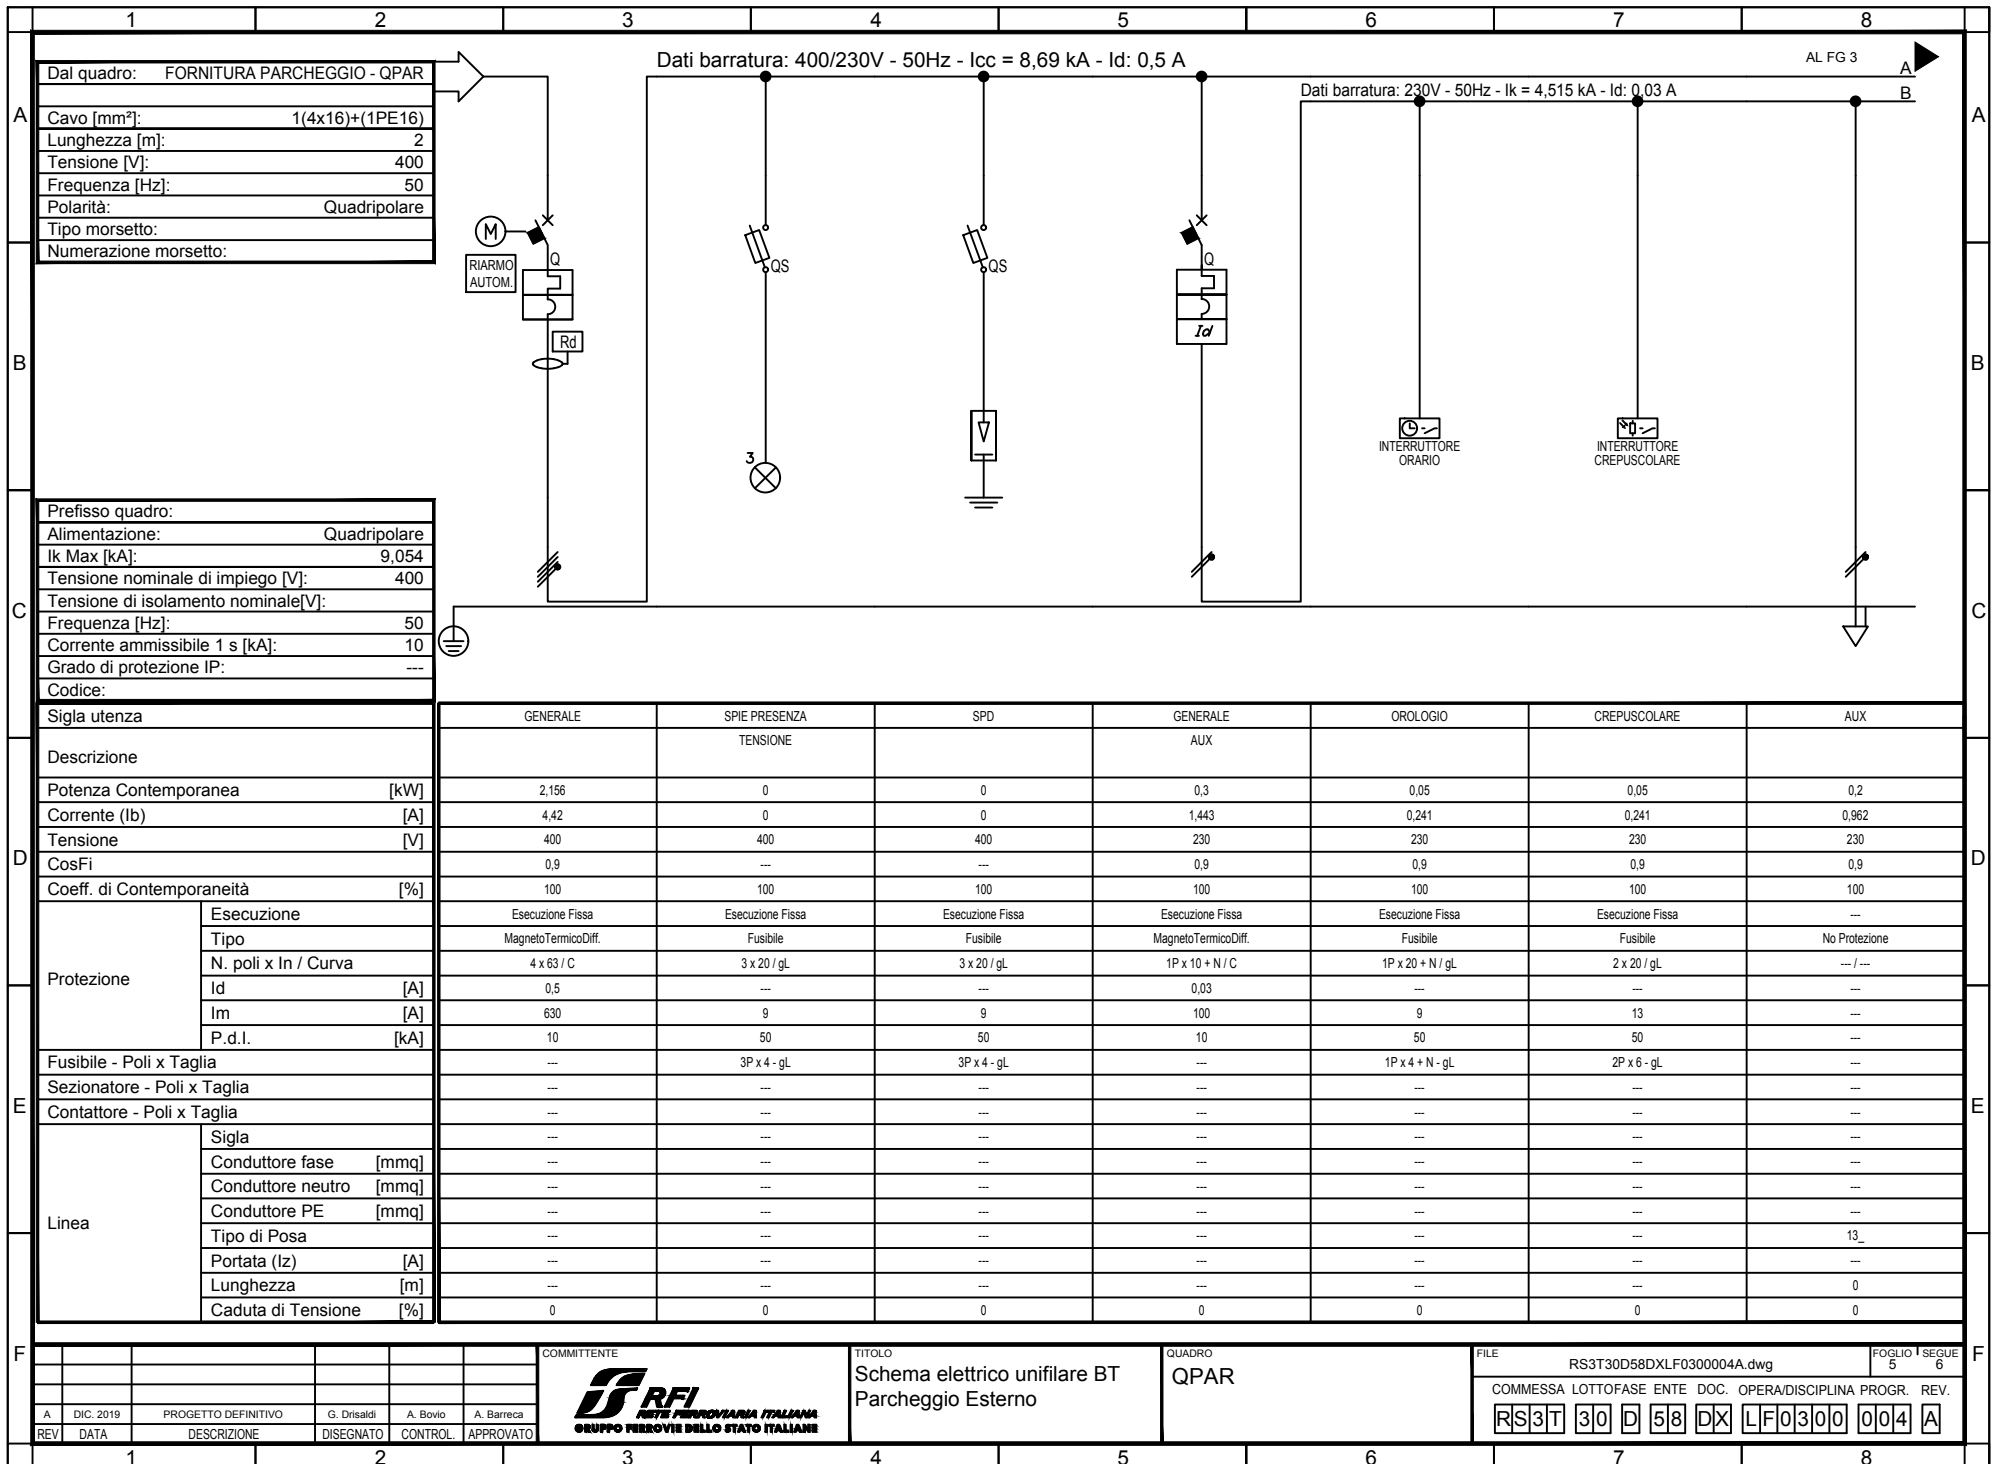 1 2 3 4 5 6 7 8
Dati barratura: 400/230V - 50Hz - Icc = 8,69 kA - Id: 0,5 A
AL FG 3
A
Dati barratura: 230V - 50Hz - Ik = 4,515 kA - Id: 0,03 A
B
Dal quadro: FORNITURA PARCHEGGIO - QPAR
Cavo [mm²]: 1(4x16)+(1PE16)
Lunghezza [m]: 2
Tensione [V]: 400
Frequenza [Hz]: 50
Polarità: Quadripolare
Tipo morsetto:
Numerazione morsetto:
A A
M
RIARMO
AUTOM.
Q
Rd
QS
QS
Q
Id
3
INTERRUTTORE
ORARIO
INTERRUTTORE
CREPUSCOLARE
B B
Prefisso quadro:
Alimentazione: Quadripolare
Ik Max [kA]: 9,054
Tensione nominale di impiego [V]: 400
Tensione di isolamento nominale[V]:
Frequenza [Hz]: 50
Corrente ammissibile 1 s [kA]: 10
Grado di protezione IP: ---
Codice:
C C
Sigla utenza GENERALE SPIE PRESENZA SPD GENERALE OROLOGIO CREPUSCOLARE AUX
Descrizione TENSIONE AUX
Potenza Contemporanea [kW] 2,156 0 0 0,3 0,05 0,05 0,2
Corrente (Ib) [A] 4,42 0 0 1,443 0,241 0,241 0,962
Tensione [V] 400 400 400 230 230 230 230
CosFi 0,9 --- --- 0,9 0,9 0,9 0,9
Coeff. di Contemporaneità [%] 100 100 100 100 100 100 100
D D
Protezione
Esecuzione Esecuzione Fissa Esecuzione Fissa Esecuzione Fissa Esecuzione Fissa Esecuzione Fissa Esecuzione Fissa ---
Tipo MagnetoTermicoDiff. Fusibile Fusibile MagnetoTermicoDiff. Fusibile Fusibile No Protezione
N. poli x In / Curva 4 x 63 / C 3 x 20 / gL 3 x 20 / gL 1P x 10 + N / C 1P x 20 + N / gL 2 x 20 / gL --- / ---
Id [A] 0,5 --- --- 0,03 --- --- ---
Im [A] 630 9 9 100 9 13 ---
P.d.I. [kA] 10 50 50 10 50 50 ---
Fusibile - Poli x Taglia --- 3P x 4 - gL 3P x 4 - gL --- 1P x 4 + N - gL 2P x 6 - gL ---
Sezionatore - Poli x Taglia --- --- --- --- --- --- ---
Contattore - Poli x Taglia --- --- --- --- --- --- ---
E E
Linea
Sigla --- --- --- --- --- --- ---
Conduttore fase [mmq] --- --- --- --- --- --- ---
Conduttore neutro [mmq] --- --- --- --- --- --- ---
Conduttore PE [mmq] --- --- --- --- --- --- ---
Tipo di Posa --- --- --- --- --- --- 13_
Portata (Iz) [A] --- --- --- --- --- --- ---
Lunghezza [m] --- --- --- --- --- --- 0
Caduta di Tensione [%] 0 0 0 0 0 0 0
F F
A DIC. 2019 PROGETTO DEFINITIVO G. Drisaldi A. Bovio A. Barreca
REV DATA DESCRIZIONE DISEGNATO CONTROL. APPROVATO
COMMITTENTE
RFI
RETE FERROVIARIA ITALIANA
GRUPPO FERROVIE DELLO STATO ITALIANE
TITOLO
Schema elettrico unifilare BT
Parcheggio Esterno
QUADRO
QPAR
FILE
RS3T30D58DXLF0300004A.dwg
FOGLIO SEGUE
5 6
COMMESSA LOTTO FASE ENTE DOC. OPERA/DISCIPLINA PROGR. REV.
RS3T 30 D 58 DX LF0300 004 A
1 2 3 4 5 6 7 8